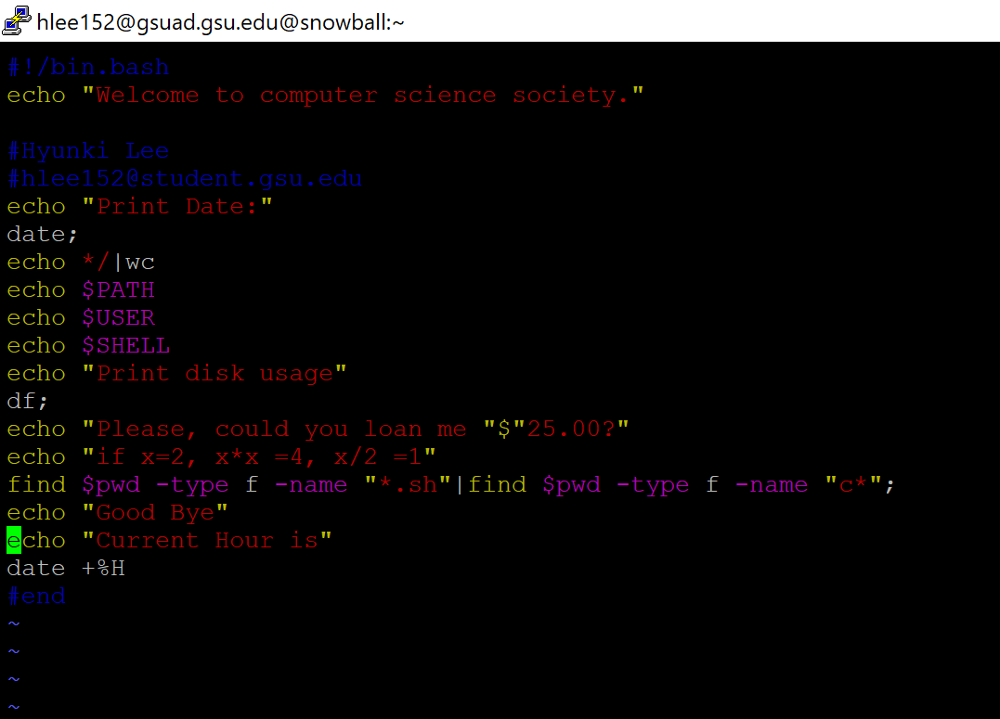 hlee152@gsuad.gsu.edu@snowball:~
#!/bin.bash
echo "Welcome to computer science society."
#Hyunki Lee
#hlee152@student.gsu.edu
echo "Print Date:"
date;
echo */|wc
echo $PATH
echo $USER
echo $SHELL
echo "Print disk usage"
df;
echo "Please, could you loan me "$"25.00?"
echo "if x=2, x*x =4, x/2 =1"
find $pwd -type f -name "*.sh"|find $pwd -type f -name "c*";
echo "Good Bye"
echo "Current Hour is"
date +%H
#end
~
~
~
~